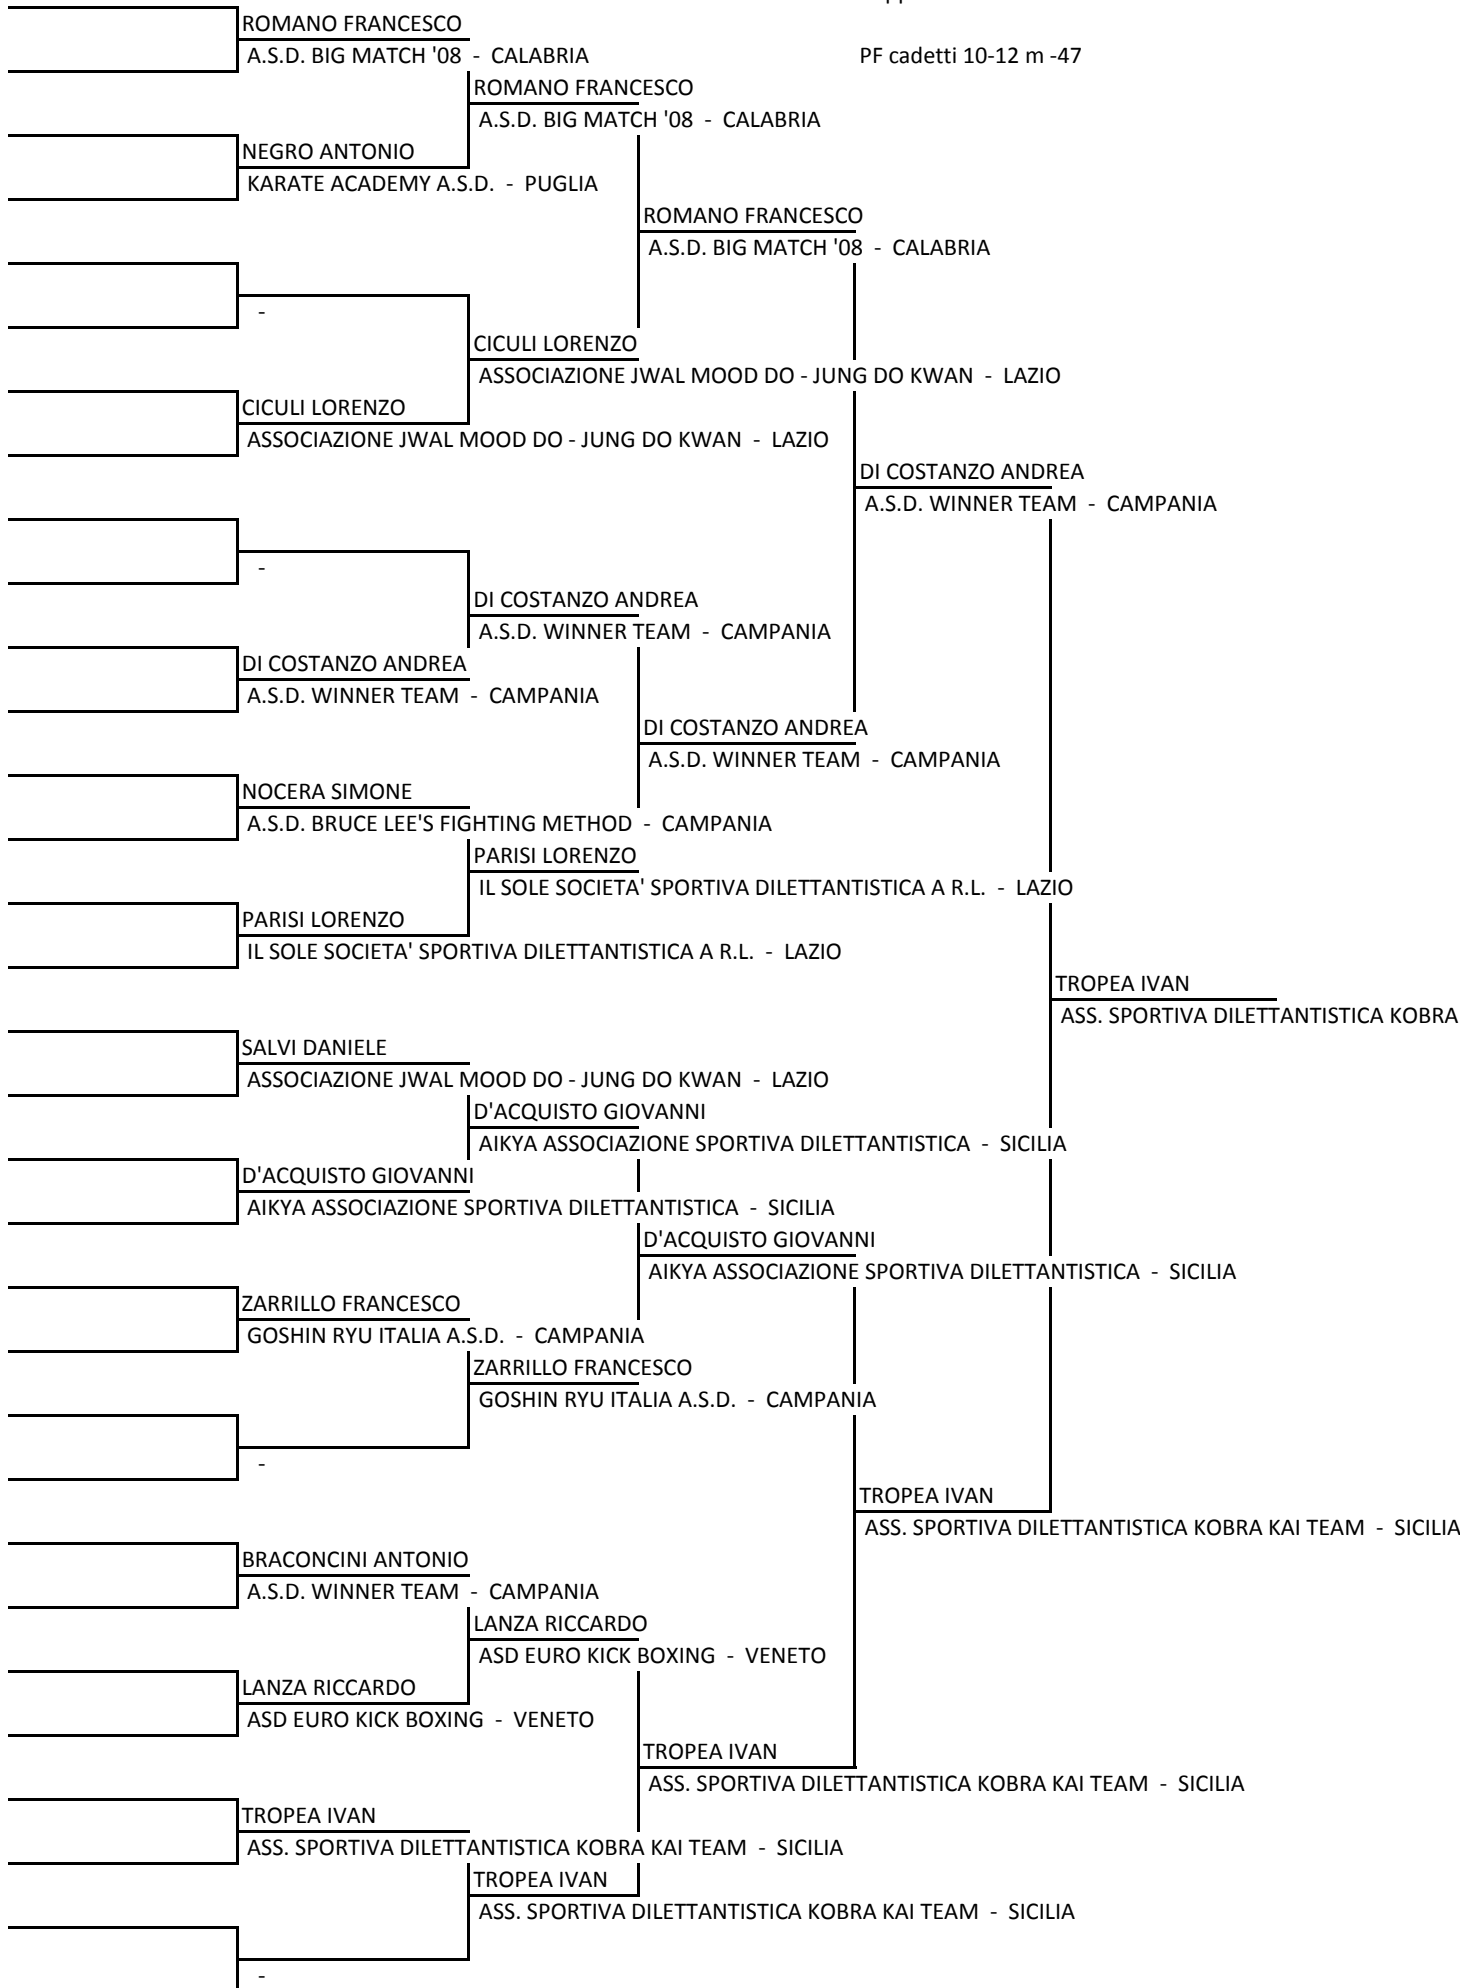 ROMANO FRANCESCO
A.S.D. BIG MATCH '08 - CALABRIA
PF cadetti 10-12 m -47
ROMANO FRANCESCO
A.S.D. BIG MATCH '08 - CALABRIA
NEGRO ANTONIO
KARATE ACADEMY A.S.D. - PUGLIA
ROMANO FRANCESCO
A.S.D. BIG MATCH '08 - CALABRIA
-
CICULI LORENZO
ASSOCIAZIONE JWAL MOOD DO - JUNG DO KWAN - LAZIO
CICULI LORENZO
ASSOCIAZIONE JWAL MOOD DO - JUNG DO KWAN - LAZIO
DI COSTANZO ANDREA
A.S.D. WINNER TEAM - CAMPANIA
-
DI COSTANZO ANDREA
A.S.D. WINNER TEAM - CAMPANIA
DI COSTANZO ANDREA
A.S.D. WINNER TEAM - CAMPANIA
DI COSTANZO ANDREA
A.S.D. WINNER TEAM - CAMPANIA
NOCERA SIMONE
A.S.D. BRUCE LEE'S FIGHTING METHOD - CAMPANIA
PARISI LORENZO
IL SOLE SOCIETA' SPORTIVA DILETTANTISTICA A R.L. - LAZIO
PARISI LORENZO
IL SOLE SOCIETA' SPORTIVA DILETTANTISTICA A R.L. - LAZIO
TROPEA IVAN
ASS. SPORTIVA DILETTANTISTICA KOBRA
SALVI DANIELE
ASSOCIAZIONE JWAL MOOD DO - JUNG DO KWAN - LAZIO
D'ACQUISTO GIOVANNI
AIKYA ASSOCIAZIONE SPORTIVA DILETTANTISTICA - SICILIA
D'ACQUISTO GIOVANNI
AIKYA ASSOCIAZIONE SPORTIVA DILETTANTISTICA - SICILIA
D'ACQUISTO GIOVANNI
AIKYA ASSOCIAZIONE SPORTIVA DILETTANTISTICA - SICILIA
ZARRILLO FRANCESCO
GOSHIN RYU ITALIA A.S.D. - CAMPANIA
ZARRILLO FRANCESCO
GOSHIN RYU ITALIA A.S.D. - CAMPANIA
-
TROPEA IVAN
ASS. SPORTIVA DILETTANTISTICA KOBRA KAI TEAM - SICILIA
BRACONCINI ANTONIO
A.S.D. WINNER TEAM - CAMPANIA
LANZA RICCARDO
ASD EURO KICK BOXING - VENETO
LANZA RICCARDO
ASD EURO KICK BOXING - VENETO
TROPEA IVAN
ASS. SPORTIVA DILETTANTISTICA KOBRA KAI TEAM - SICILIA
TROPEA IVAN
ASS. SPORTIVA DILETTANTISTICA KOBRA KAI TEAM - SICILIA
TROPEA IVAN
ASS. SPORTIVA DILETTANTISTICA KOBRA KAI TEAM - SICILIA
-